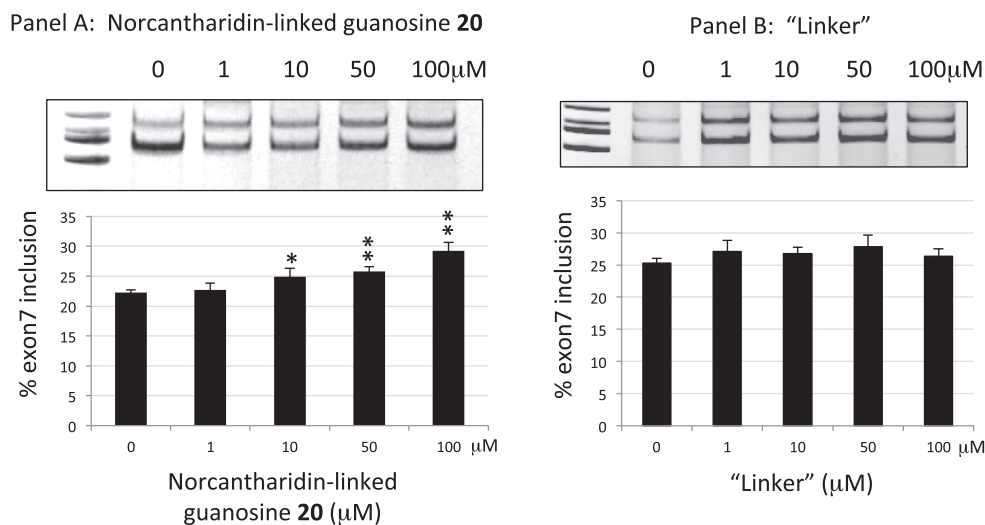 Panel A: Norcantharidin-linked guanosine 20
0 1 10 50 100μM
35
30
25
20
15
10
5
0
% exon7 inclusion
*
**
**
0 1 10 50 100 μM
Norcantharidin-linked
guanosine 20 (μM)
Panel B: “Linker”
0 1 10 50 100μM
35
30
25
20
15
10
5
0
% exon7 inclusion
0 1 10 50 100 μM
“Linker” (μM)